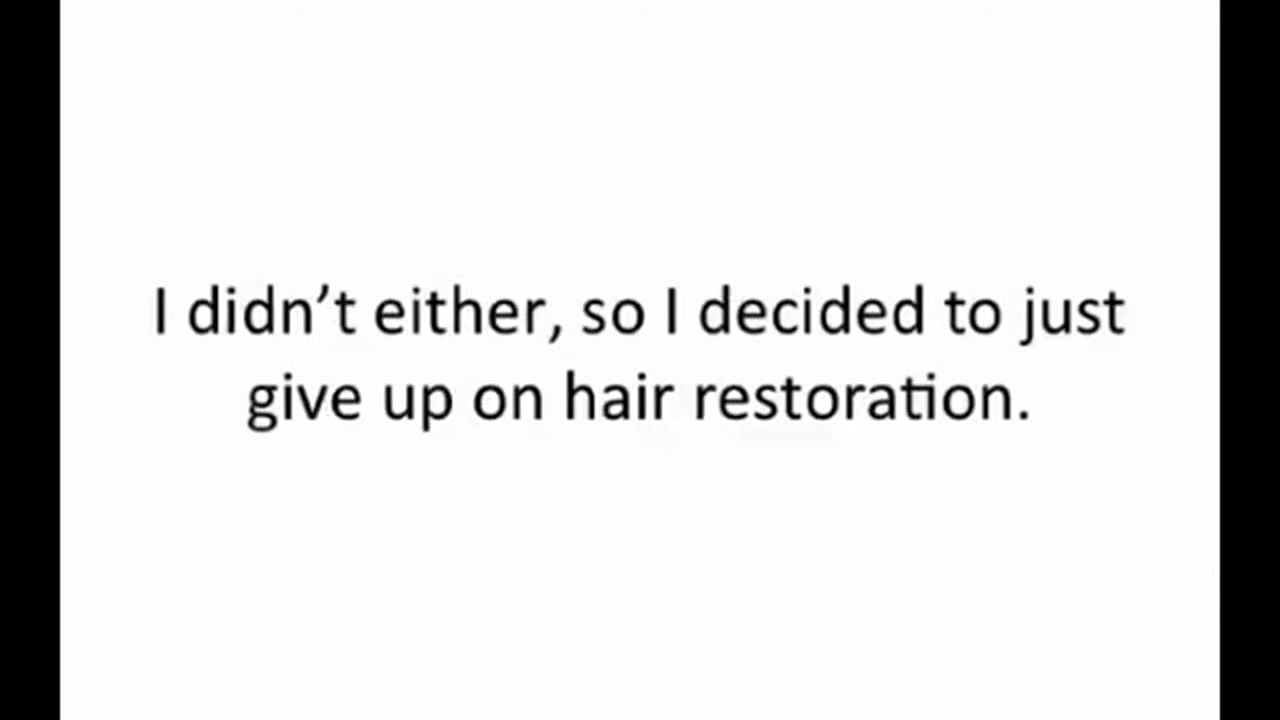 I didn’t either, so I decided to just
give up on hair restoration.